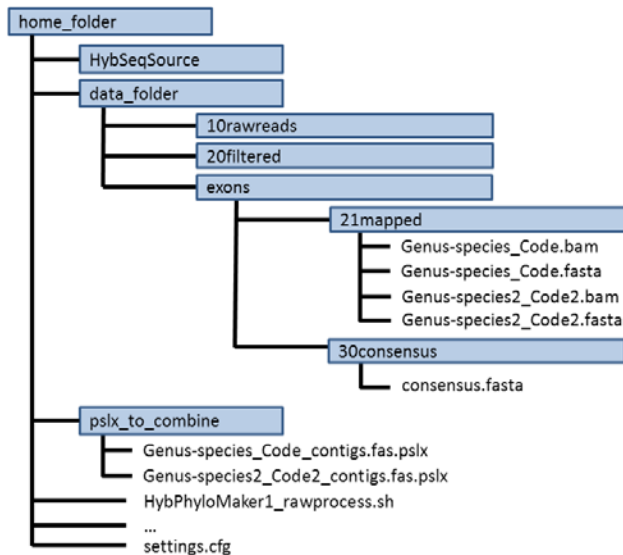 home_folder
HybSeqSource
data_folder
10rawreads
20filtered
exons
21mapped
Genus-species_Code.bam
Genus-species_Code.fasta
Genus-species2_Code2.bam
Genus-species2_Code2.fasta
30consensus
consensus.fasta
pslx_to_combine
Genus-species_Code_contigs.fas.pslx
Genus-species2_Code2_contigs.fas.pslx
HybPhyloMaker1_rawprocess.sh
...
settings.cfg